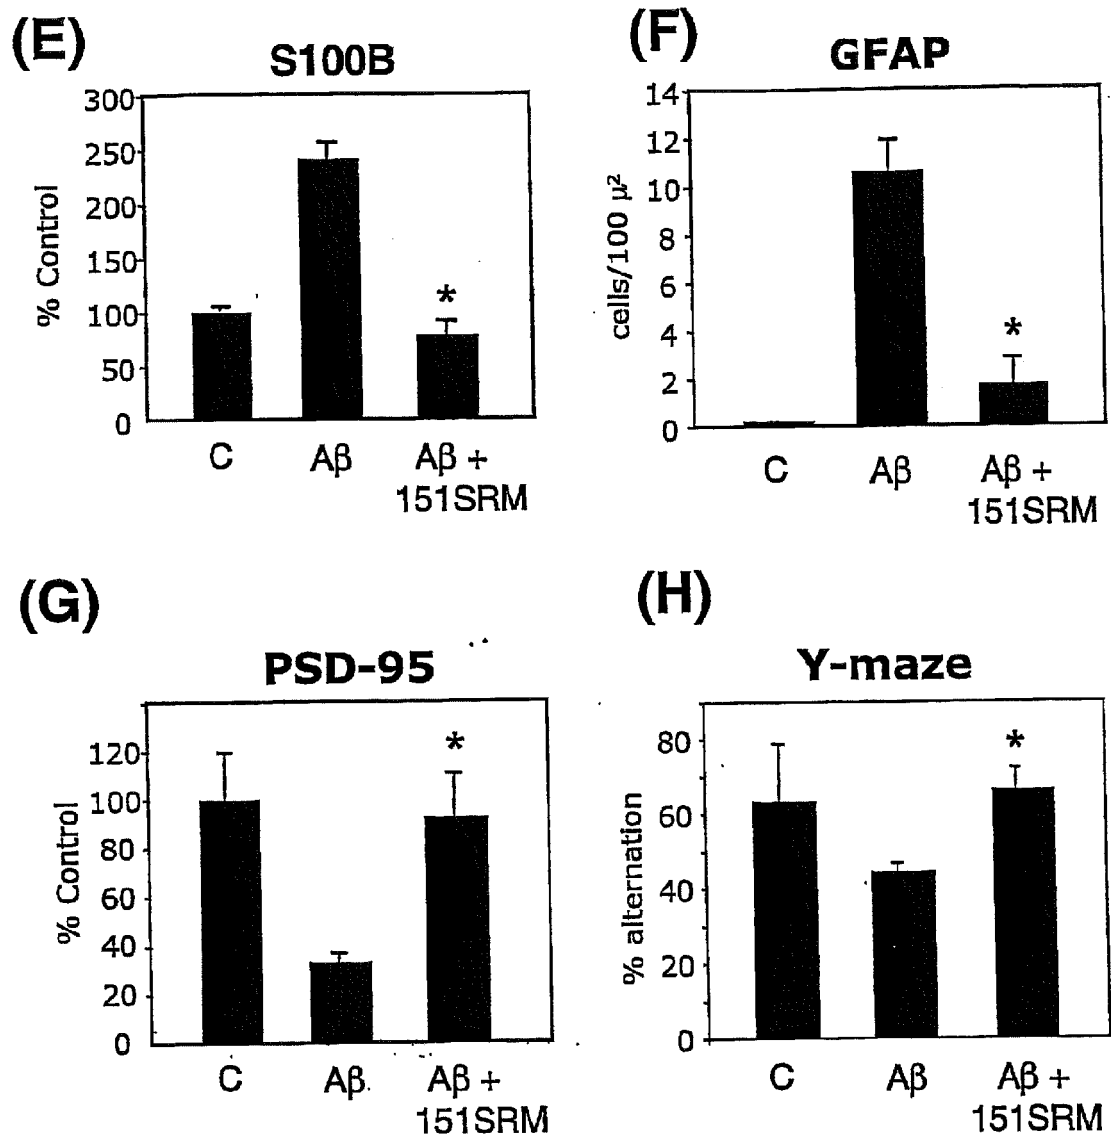 (E)
S100B
300
250
200
150
100
50
0
% Control
*
C
Aβ
Aβ +
151SRM
(F)
GFAP
14
12
10
8
6
4
2
0
cells/100 μ²
*
C
Aβ
Aβ +
151SRM
(G)
PSD-95
120
100
80
60
40
20
0
% Control
*
C
Aβ
Aβ +
151SRM
(H)
Y-maze
80
60
40
20
0
% alternation
*
C
Aβ
Aβ +
151SRM